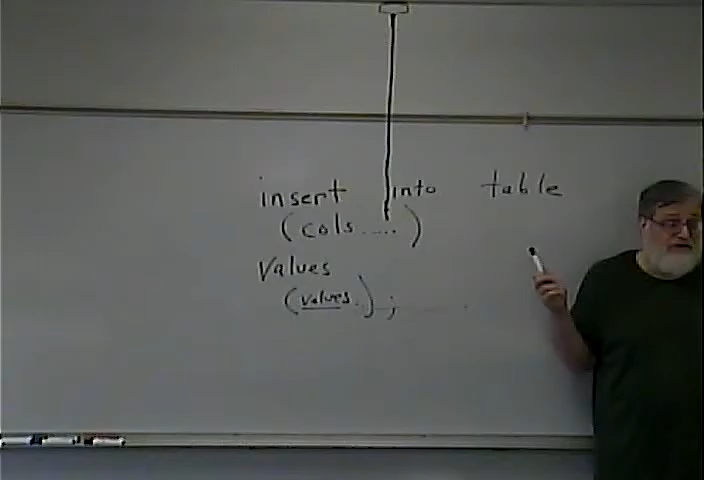 insert into table
(cols....)
Values
(values.);